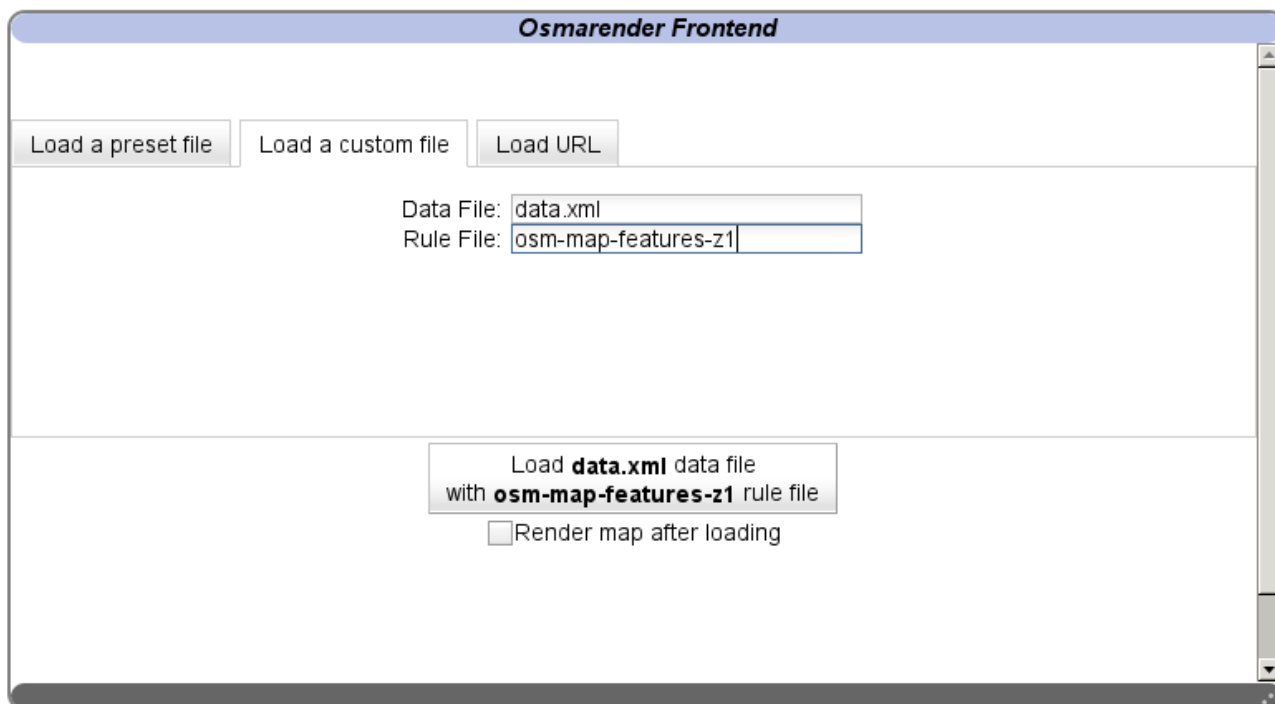 Osmarender Frontend
Load a preset file Load a custom file Load URL
Data File: data.xml
Rule File: osm-map-features-z1
Load data.xml data file
with osm-map-features-z1 rule file
Render map after loading